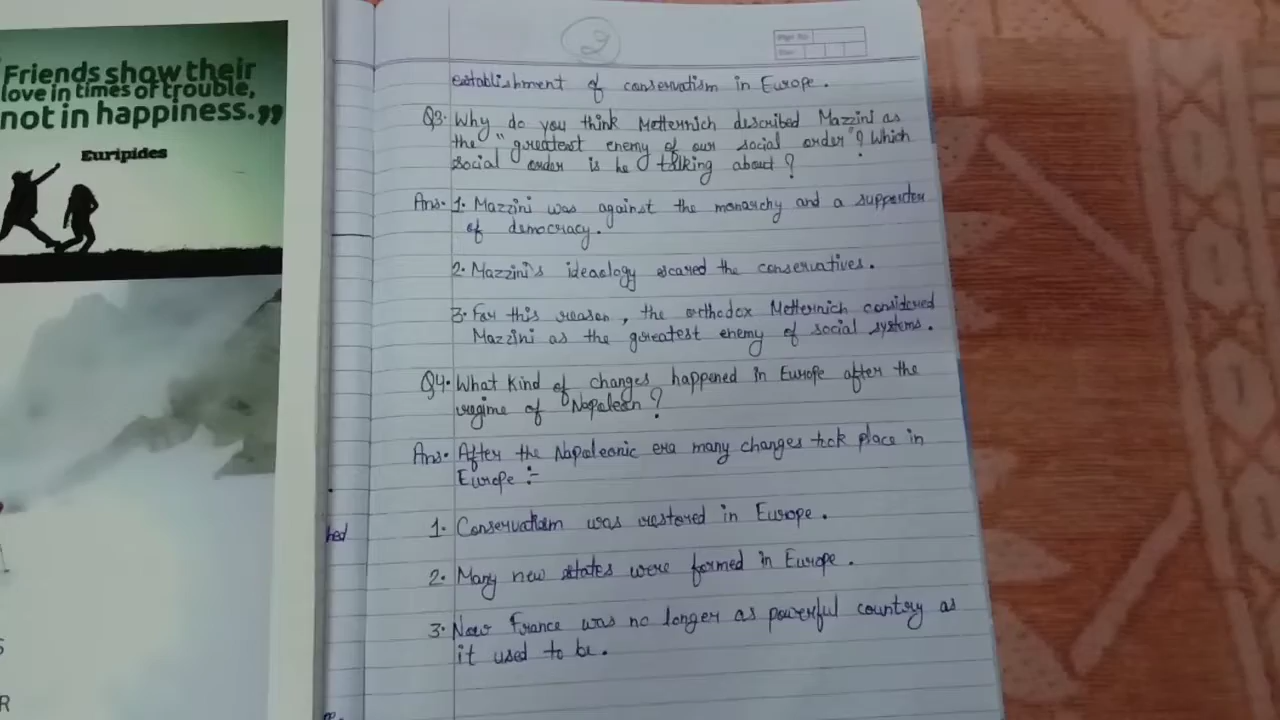 Friends show their
love in times of trouble,
not in happiness.”
Euripides
R
hed
2
establishment of conservatism in Europe.
Q3. Why do you think Metternich described Mazzini as
the "greatest enemy of our social order"? Which
social order is he talking about?
Ans. 1. Mazzini was against the monarchy and a supporter
of democracy.
2. Mazzini's ideaology scared the conservatives.
3. For this reason, the orthodox Metternich considered
Mazzini as the greatest enemy of social systems.
Q4. What kind of changes happened in Europe after the
regime of Napoleon?
Ans. After the Napoleonic era many changes took place in
Europe :-
1. Conservatism was restored in Europe.
2. Many new states were formed in Europe.
3. Now France was no longer as powerful country as
it used to be.